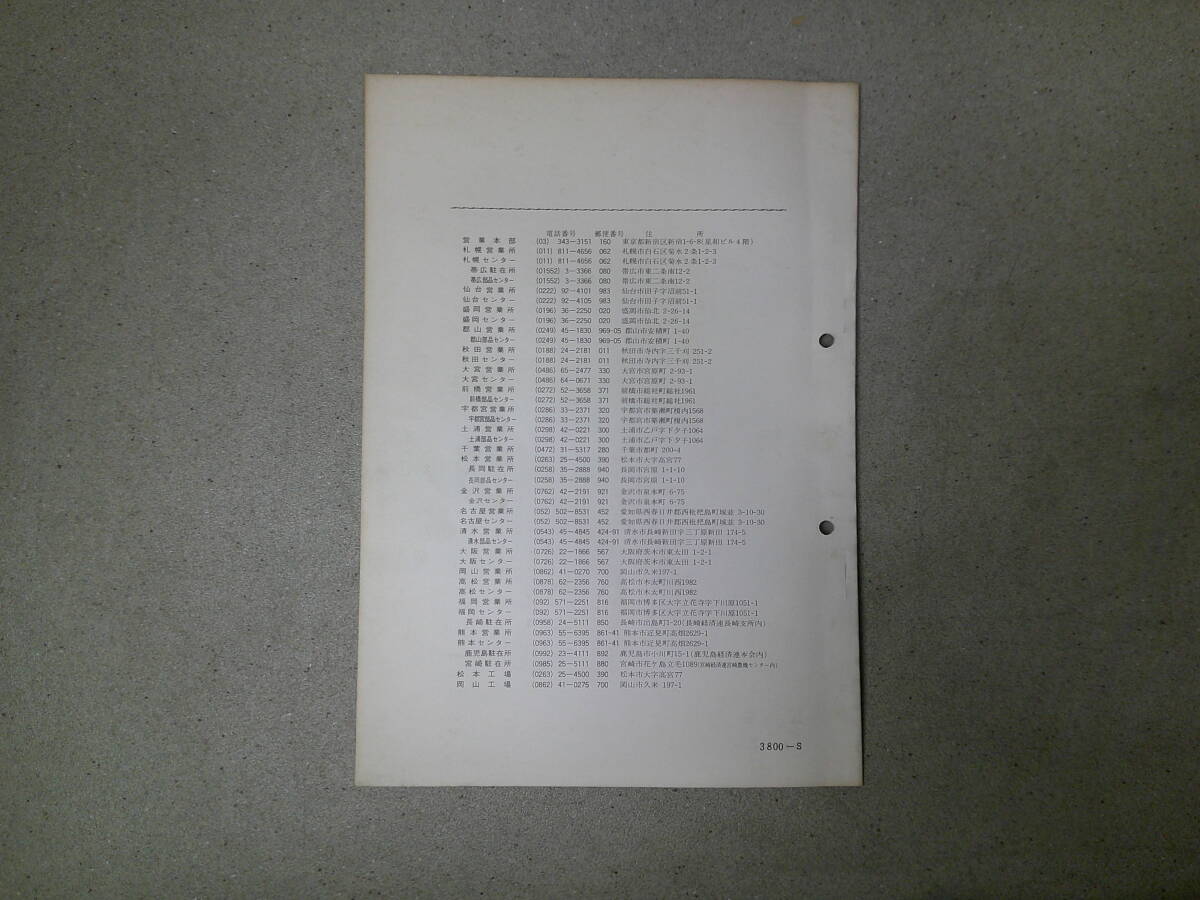 電話番号 郵便番号 住 所
営業本部 (03) 343-3151 160 東京都新宿区新宿1-6-8(星和ビル4階)
札幌営業所 (011) 811-4656 062 札幌市白石区菊水2条1-2-3
札幌センター (011) 811-4656 062 札幌市白石区菊水2条1-2-3
帯広駐在所 (01552) 3-3366 080 帯広市東二条南12-2
帯広部品センター (01552) 3-3366 080 帯広市東二条南12-2
仙台営業所 (0222) 92-4101 983 仙台市田子字沼前51-1
仙台センター (0222) 92-4105 983 仙台市田子字沼前51-1
盛岡営業所 (0196) 36-2250 020 盛岡市仙北 2-26-14
盛岡センター (0196) 36-2250 020 盛岡市仙北 2-26-14
郡山営業所 (0249) 45-1830 969-05 郡山市安積町 1-40
郡山部品センター (0249) 45-1830 969-05 郡山市安積町 1-40
秋田営業所 (0188) 24-2181 011 秋田市寺内字三千刈 251-2
秋田センター (0188) 24-2181 011 秋田市寺内字三千刈 251-2
大宮営業所 (0486) 65-2477 330 大宮市宮原町 2-93-1
大宮センター (0486) 64-0671 330 大宮市宮原町 2-93-1
前橋営業所 (0272) 52-3658 371 前橋市総社町総社1961
前橋部品センター (0272) 52-3658 371 前橋市総社町総社1961
宇都宮営業所 (0286) 33-2371 320 宇都宮市簗瀬町榎内1568
宇都宮部品センター (0286) 33-2371 320 宇都宮市簗瀬町榎内1568
土浦営業所 (0298) 42-0221 300 土浦市乙戸字下夕子1064
土浦部品センター (0298) 42-0221 300 土浦市乙戸字下夕子1064
千葉営業所 (0472) 31-5317 280 千葉市都町 200-4
松本営業所 (0263) 25-4500 390 松本市大字高宮77
長岡駐在所 (0258) 35-2888 940 長岡市宮原 1-1-10
長岡部品センター (0258) 35-2888 940 長岡市宮原 1-1-10
金沢営業所 (0762) 42-2191 921 金沢市泉本町 6-75
金沢センター (0762) 42-2191 921 金沢市泉本町 6-75
名古屋営業所 (052) 502-8531 452 愛知県西春日井郡西枇杷島町城並 3-10-30
名古屋センター (052) 502-8531 452 愛知県西春日井郡西枇杷島町城並 3-10-30
清水営業所 (0543) 45-4845 424-91 清水市長崎新田字三丁原新田 174-5
清水部品センター (0543) 45-4845 424-91 清水市長崎新田字三丁原新田 174-5
大阪営業所 (0726) 22-1866 567 大阪府茨木市東太田 1-2-1
大阪センター (0726) 22-1866 567 大阪府茨木市東太田 1-2-1
岡山営業所 (0862) 41-0270 700 岡山市久米197-1
高松営業所 (0878) 62-2356 760 高松市木太町川西1982
高松センター (0878) 62-2356 760 高松市木太町川西1982
福岡営業所 (092) 571-2251 816 福岡市博多区大字立花寺字下川原1051-1
福岡センター (092) 571-2251 816 福岡市博多区大字立花寺字下川原1051-1
長崎駐在所 (0958) 24-5111 850 長崎市出島町1-20(長崎経済連長崎支所内)
熊本営業所 (0963) 55-6395 861-41 熊本市近見町高畑2629-1
熊本センター (0963) 55-6395 861-41 熊本市近見町高畑2629-1
鹿児島駐在所 (0992) 23-4111 892 鹿児島市小川町15-1(鹿児島経済連本会内)
宮崎駐在所 (0985) 25-5111 880 宮崎市花ケ島立毛1089(宮崎経済連宮崎農機センター内)
松本工場 (0263) 25-4500 390 松本市大字高宮77
岡山工場 (0862) 41-0275 700 岡山市久米 197-1
3800-S